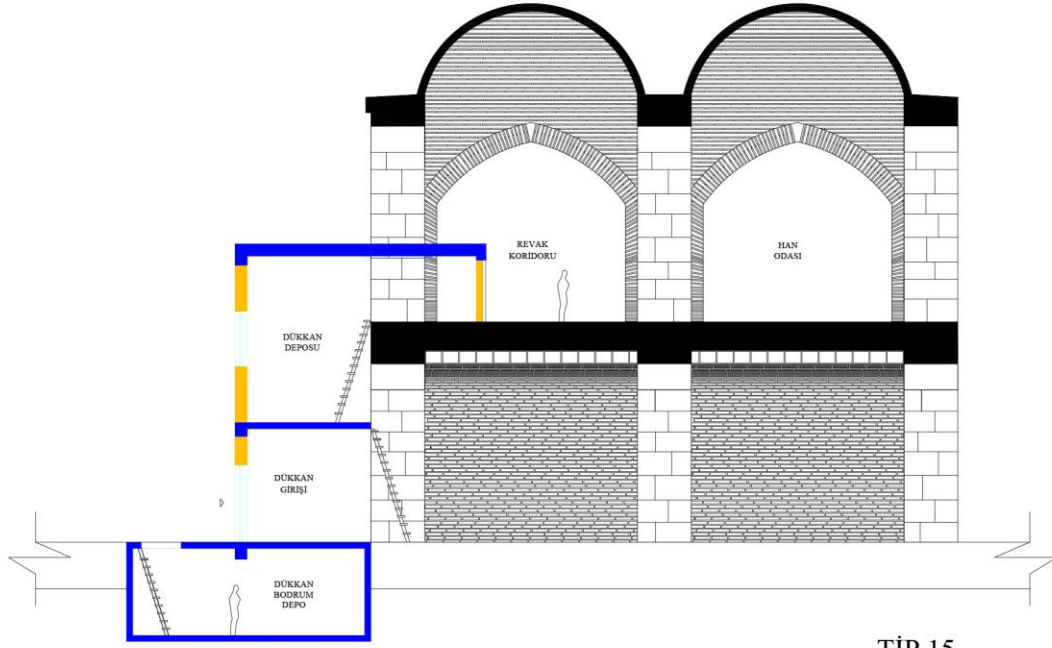 REVAK
KORİDORU
HAN
ODASI
DÜKKAN
DEPOSU
DÜKKAN
GİRİŞİ
DÜKKAN
BODRUM
DEPO
TİP 15